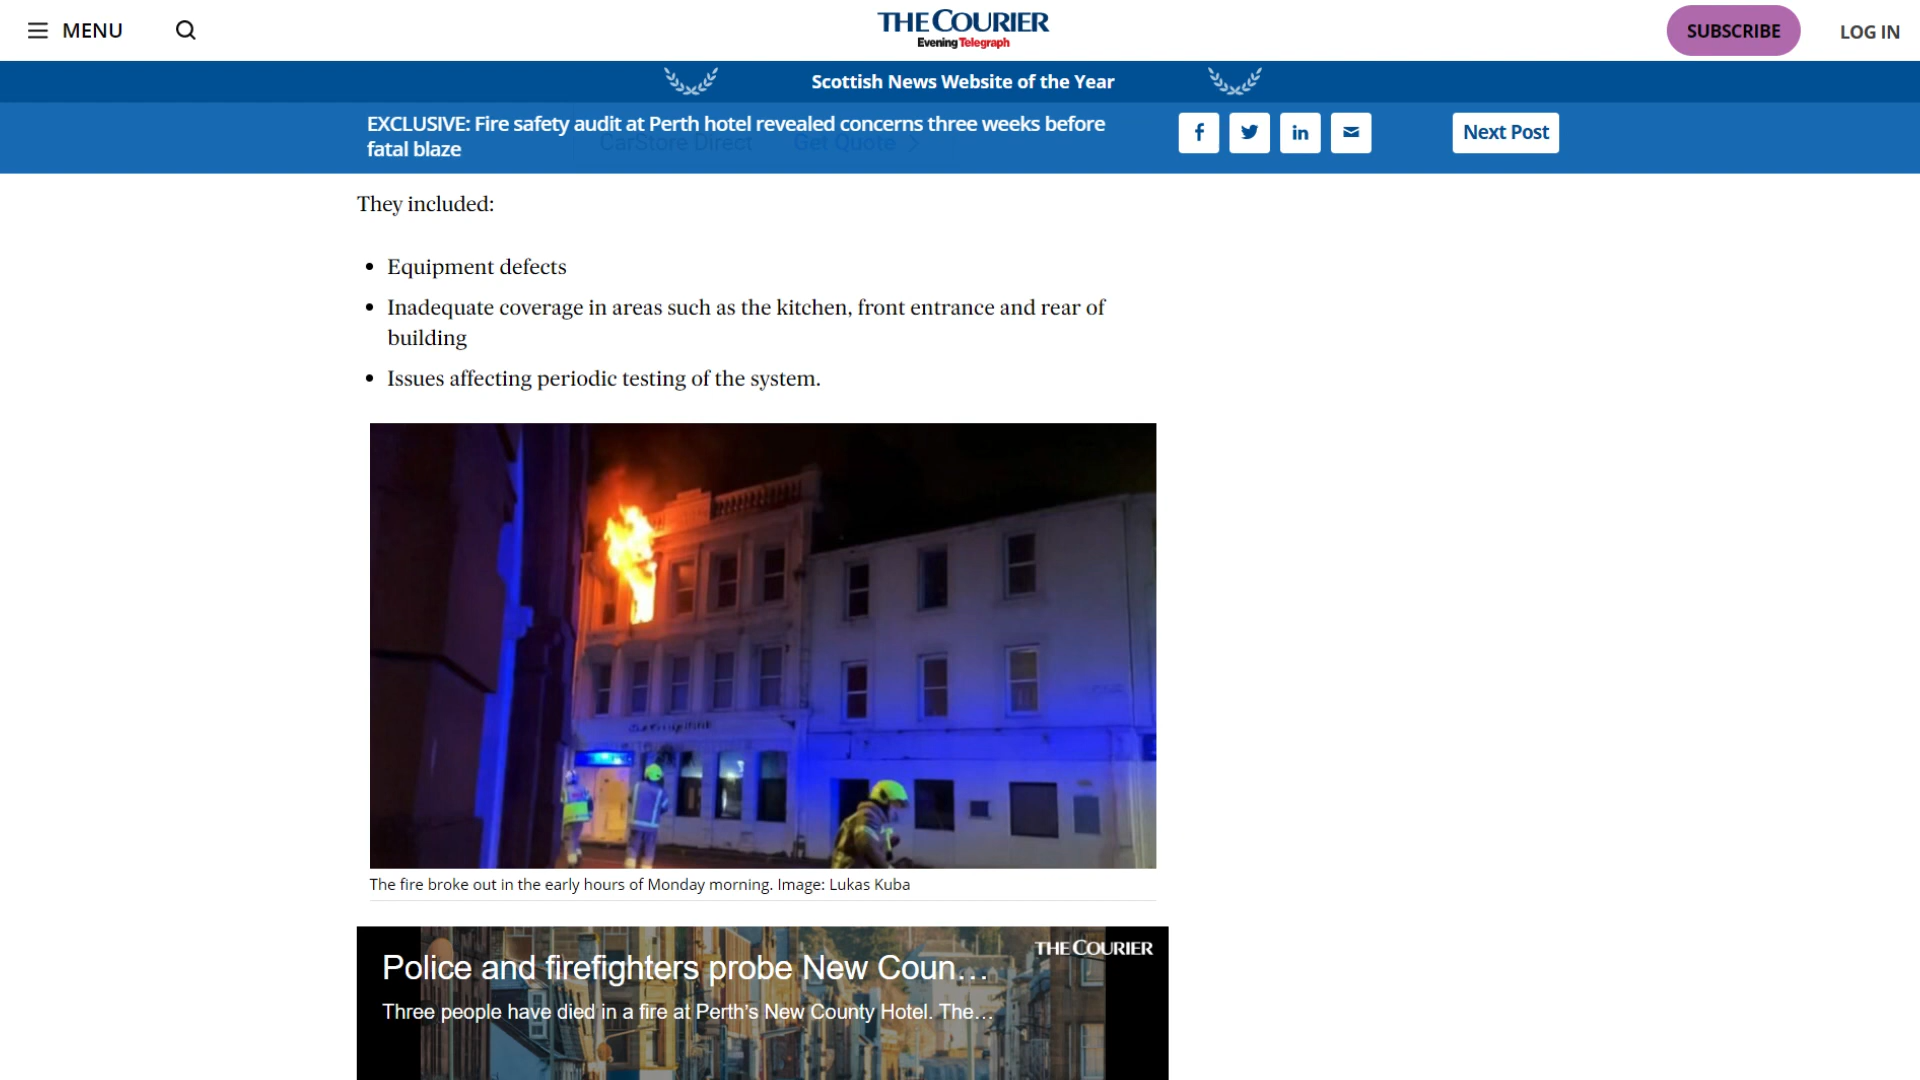 MENU
THE COURIER
Evening Telegraph
SUBSCRIBE
LOG IN
Scottish News Website of the Year
EXCLUSIVE: Fire safety audit at Perth hotel revealed concerns three weeks before
fatal blaze
CarStore Direct
Get Quote
Next Post
They included:
Equipment defects
Inadequate coverage in areas such as the kitchen, front entrance and rear of
building
Issues affecting periodic testing of the system.
The fire broke out in the early hours of Monday morning. Image: Lukas Kuba
THE COURIER
Police and firefighters probe New Coun...
Three people have died in a fire at Perth's New County Hotel. The...